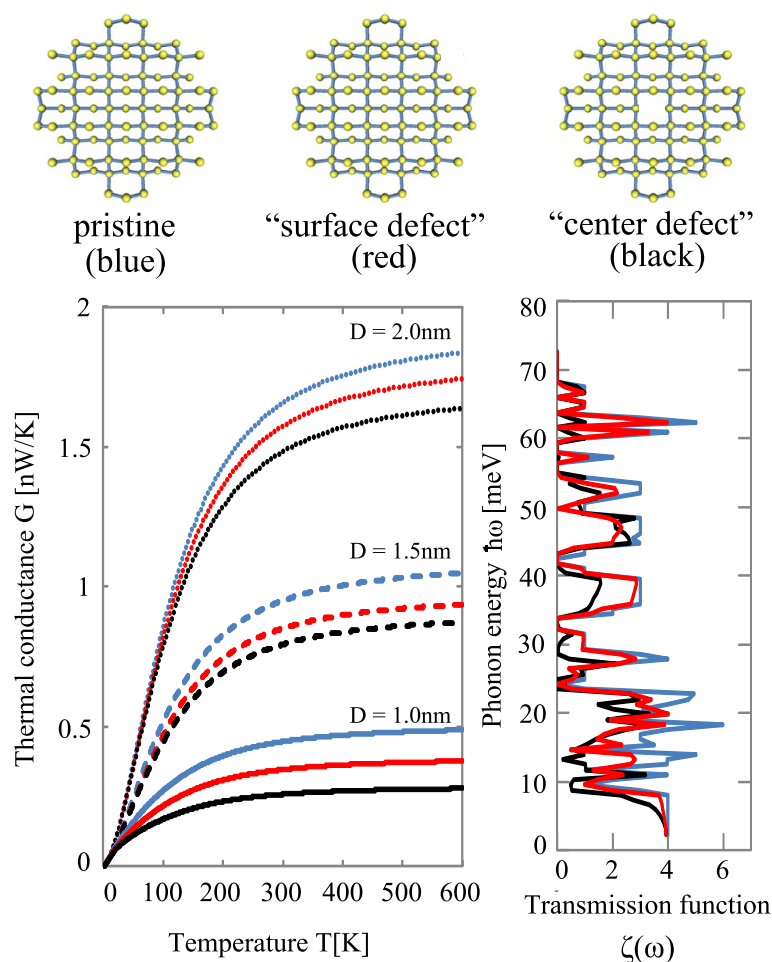 pristine
(blue)
“surface defect”
(red)
“center defect”
(black)
Thermal conductance G [nW/K]
2
1.5
1
0.5
0
D = 2.0nm
D = 1.5nm
D = 1.0nm
0 100 200 300 400 500 600
Temperature T[K]
Phonon energy ħω [meV]
80
70
60
50
40
30
20
10
0
0 2 4 6
Transmission function
ζ(ω)